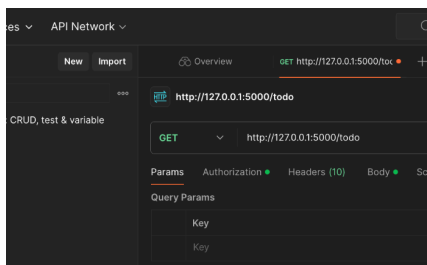 ces API Network
New Import
Overview
GET http://127.0.0.1:5000/toc
HTTP http://127.0.0.1:5000/todo
CRUD, test & variable
GET http://127.0.0.1:5000/todo
Params Authorization Headers (10) Body Sc
Query Params
Key
Key